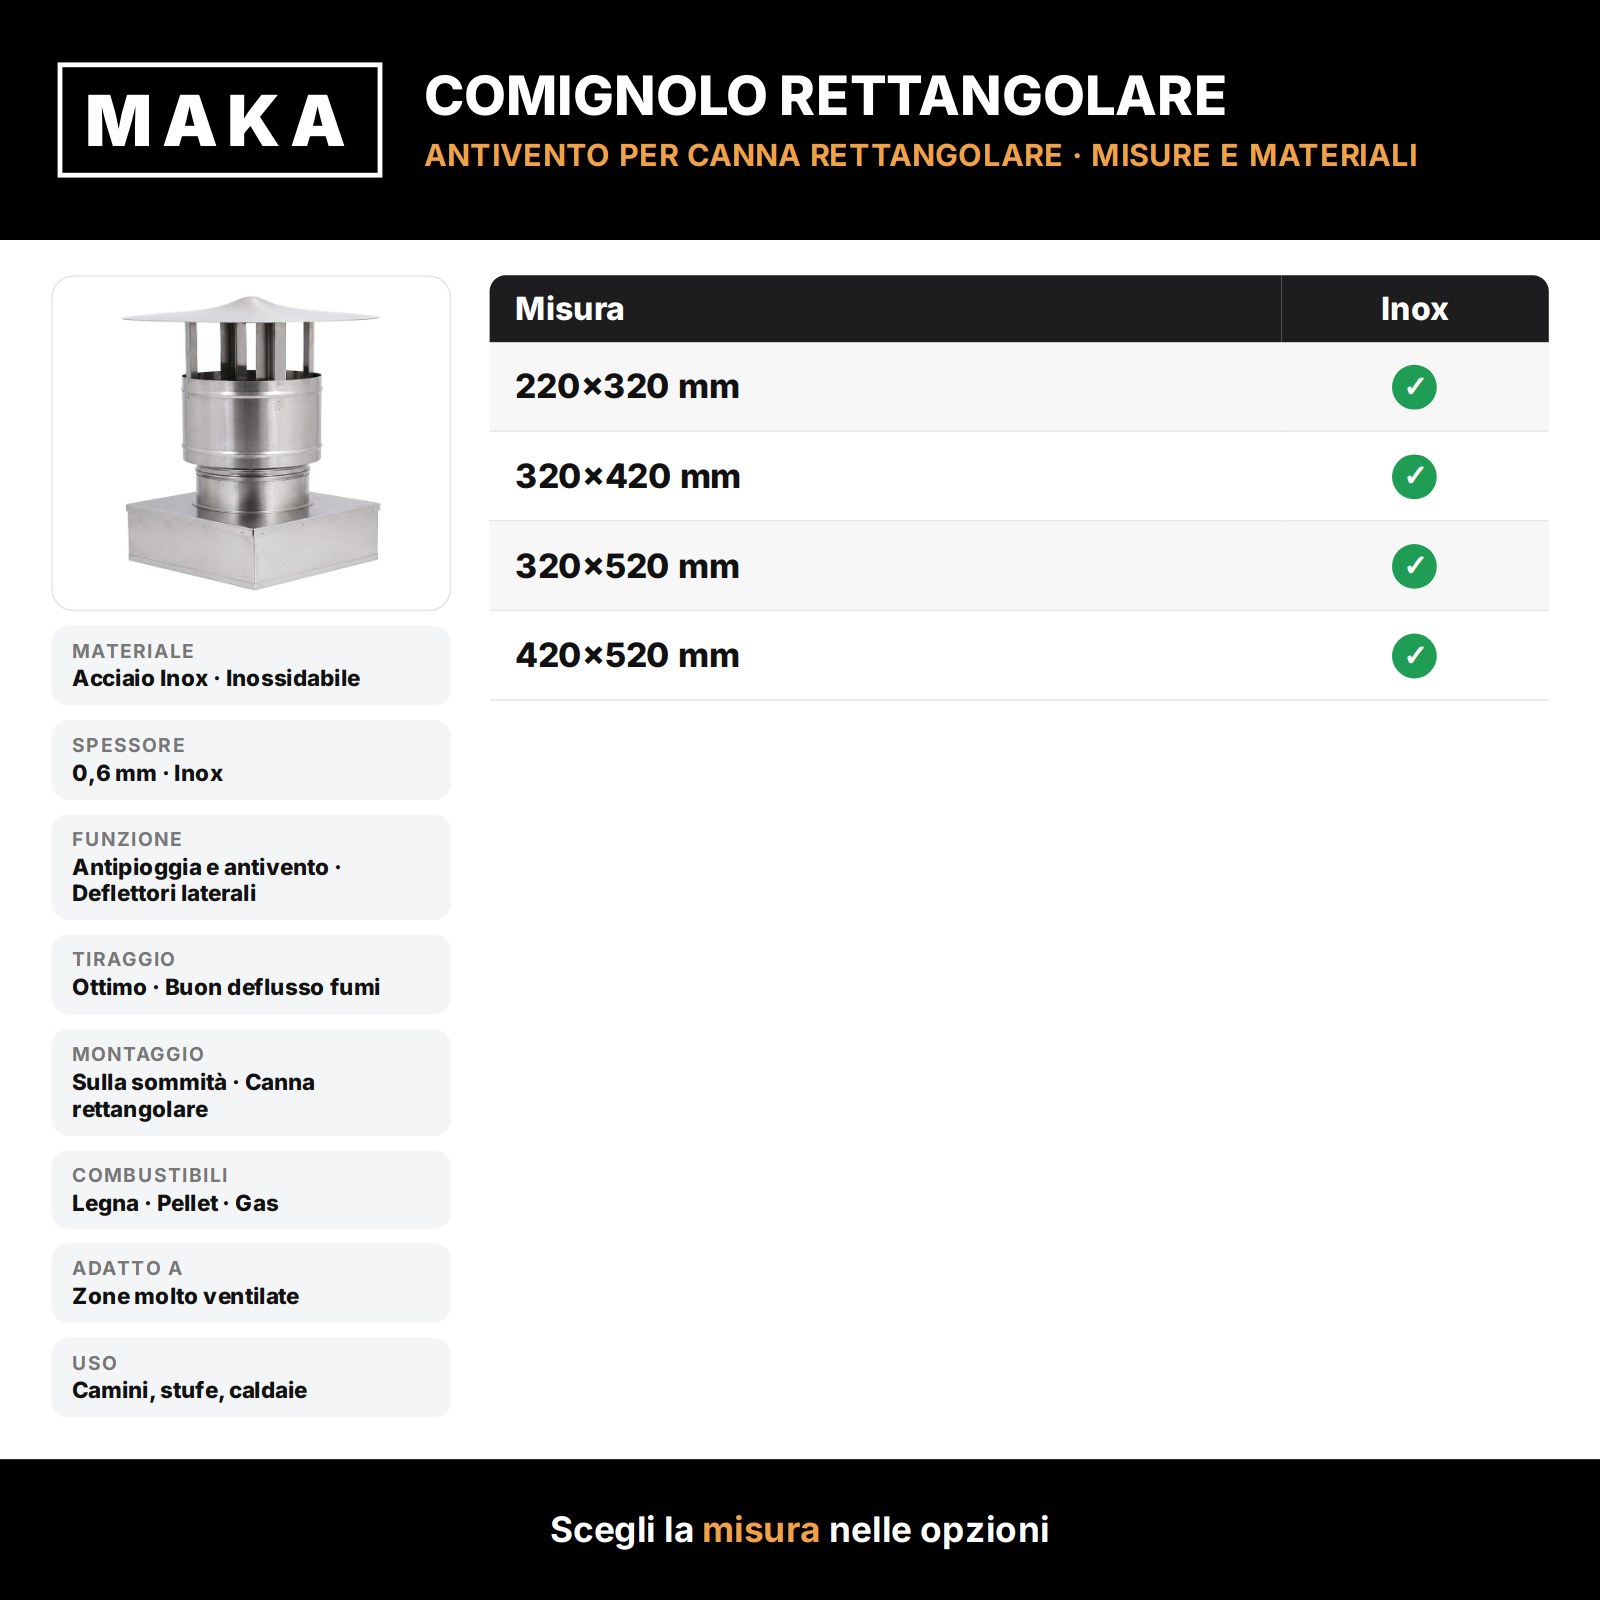 MAKA
COMIGNOLO RETTANGOLARE
ANTIVENTO PER CANNA RETTANGOLARE · MISURE E MATERIALI
Misura Inox
220×320 mm ✓
320×420 mm ✓
320×520 mm ✓
420×520 mm ✓
MATERIALE
Acciaio Inox · Inossidabile
SPESSORE
0,6 mm · Inox
FUNZIONE
Antipioggia e antivento ·
Deflettori laterali
TIRAGGIO
Ottimo · Buon deflusso fumi
MONTAGGIO
Sulla sommità · Canna
rettangolare
COMBUSTIBILI
Legna · Pellet · Gas
ADATTO A
Zone molto ventilate
USO
Camini, stufe, caldaie
Scegli la misura nelle opzioni